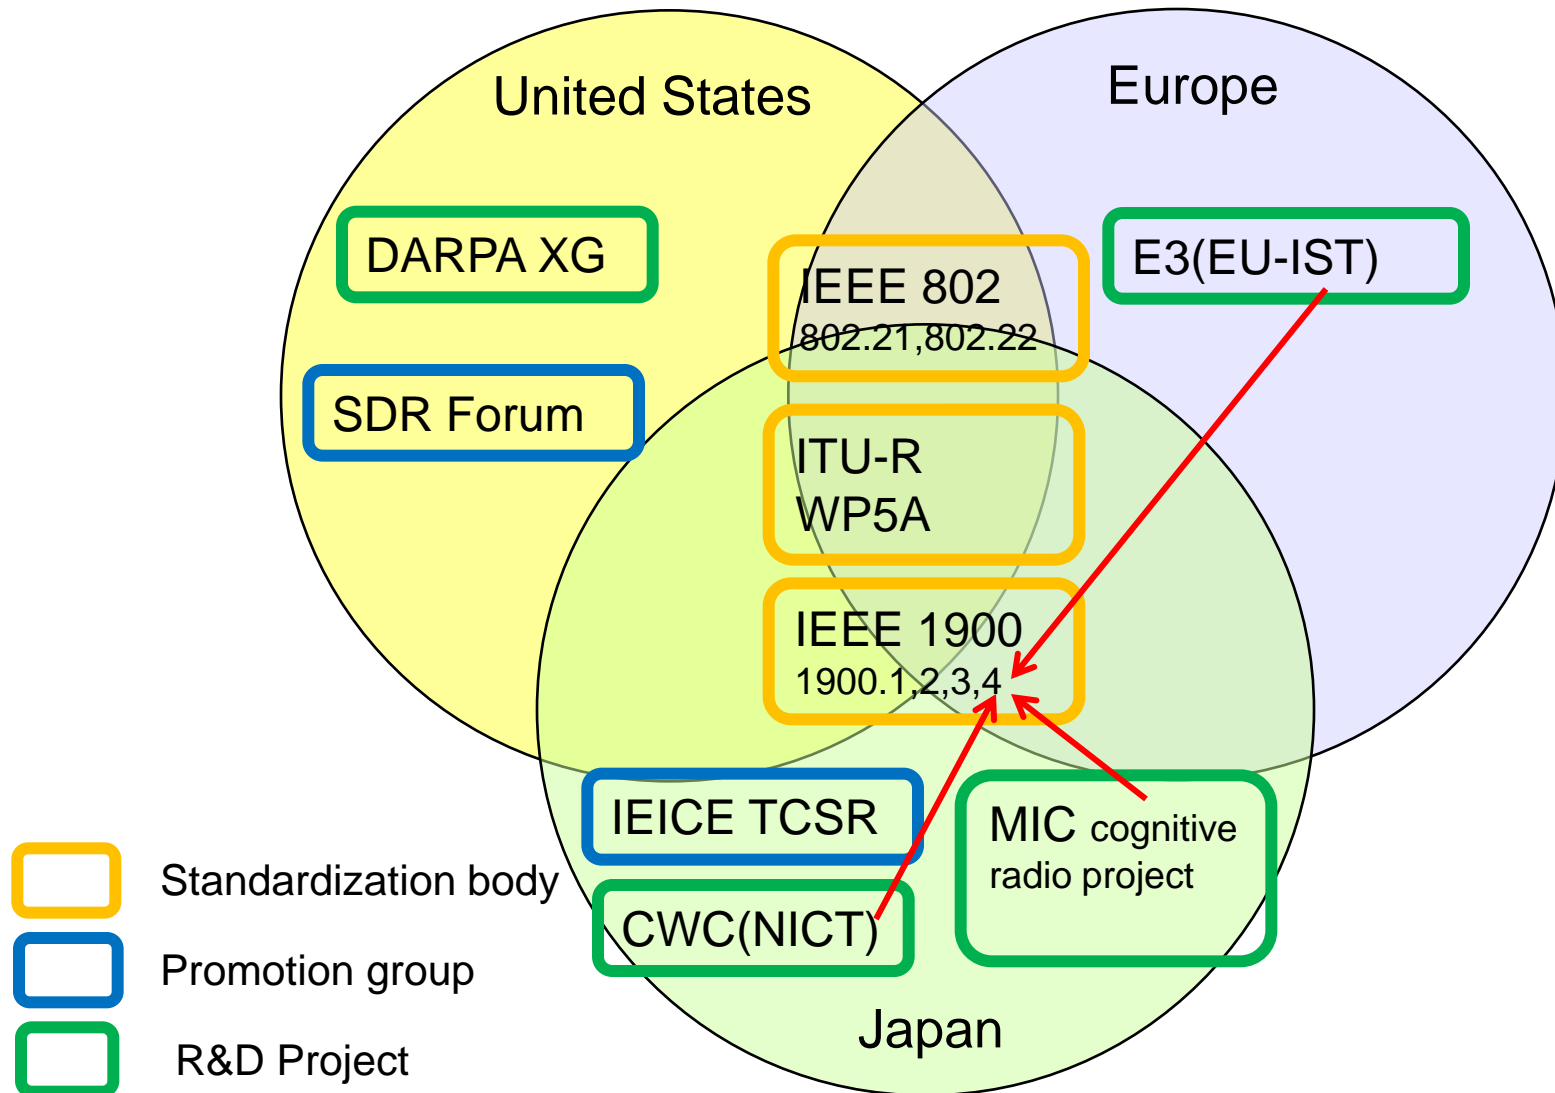 United States
Europe
DARPA XG
E3(EU-IST)
IEEE 802
802.21,802.22
SDR Forum
ITU-R
WP5A
IEEE 1900
1900.1,2,3,4
IEICE TCSR
MIC cognitive
radio project
CWC(NICT)
Japan
Standardization body
Promotion group
R&D Project